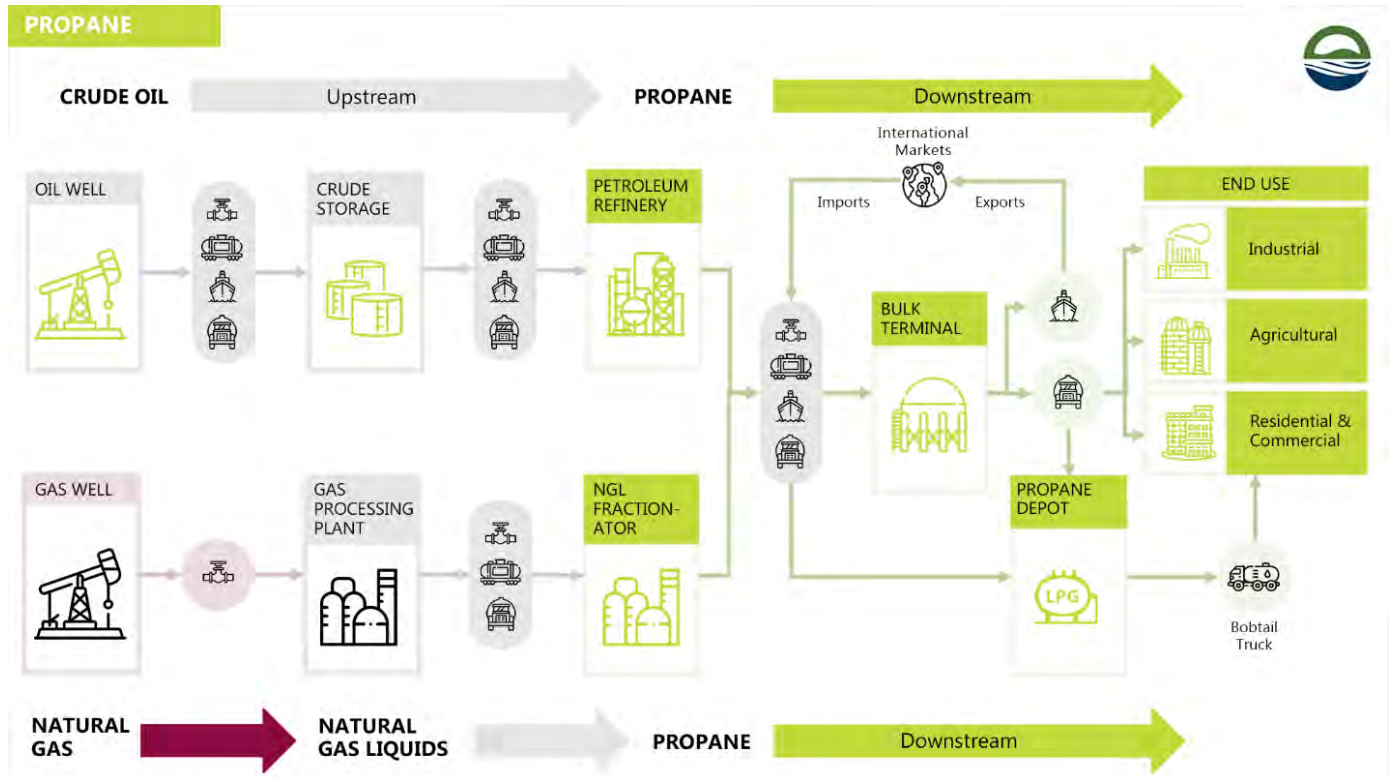 PROPANE
CRUDE OIL
Upstream
PROPANE
Downstream
International
Markets
Imports
Exports
OIL WELL
CRUDE
STORAGE
PETROLEUM
REFINERY
BULK
TERMINAL
END USE
Industrial
Agricultural
Residential &
Commercial
GAS WELL
GAS
PROCESSING
PLANT
NGL
FRACTION-
ATOR
PROPANE
DEPOT
LPG
Bobtail
Truck
NATURAL
GAS
NATURAL
GAS LIQUIDS
PROPANE
Downstream